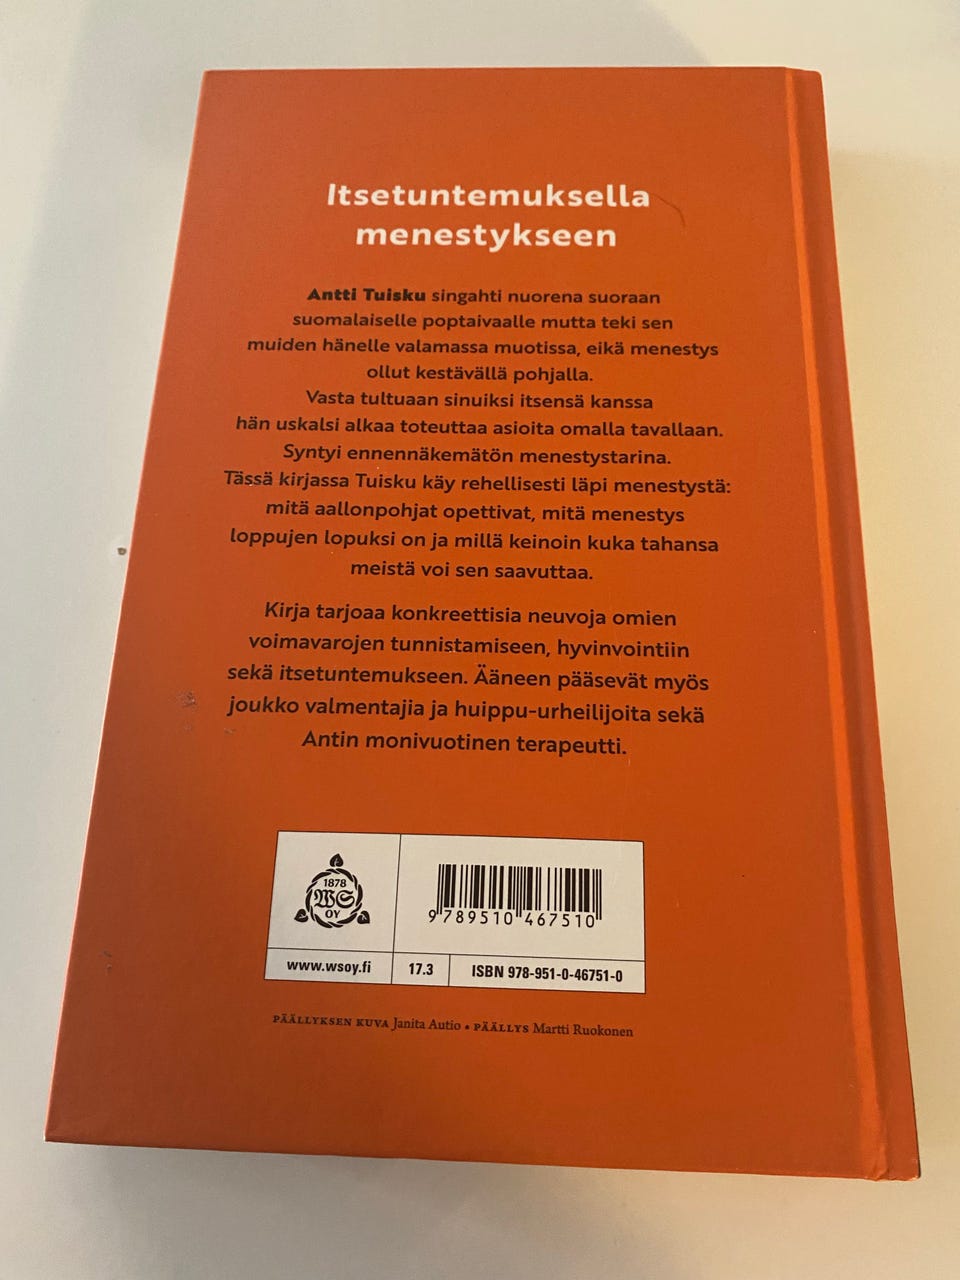 Itsetuntemuksella
menestykseen
Antti Tuisku singahti nuorena suoraan
suomalaiselle poptaivaalle mutta teki sen
muiden hänelle valamassa muotissa, eikä menestys
ollut kestävällä pohjalla.
Vasta tultuaan sinuiksi itsensä kanssa
hän uskalsi alkaa toteuttaa asioita omalla tavallaan.
Syntyi ennennäkemätön menestystarina.
Tässä kirjassa Tuisku käy rehellisesti läpi menestystä:
mitä aallonpohjat opettivat, mitä menestys
loppujen lopuksi on ja millä keinoin kuka tahansa
meistä voi sen saavuttaa.
Kirja tarjoaa konkreettisia neuvoja omien
voimavarojen tunnistamiseen, hyvinvointiin
sekä itsetuntemukseen. Ääneen pääsevät myös
joukko valmentajia ja huippu-urheilijoita sekä
Antin monivuotinen terapeutti.
1878
WS
OY
9 789510 467510
www.wsoy.fi
17.3
ISBN 978-951-0-46751-0
PÄÄLLYKSEN KUVA Janita Autio • PÄÄLLYS Martti Ruokonen